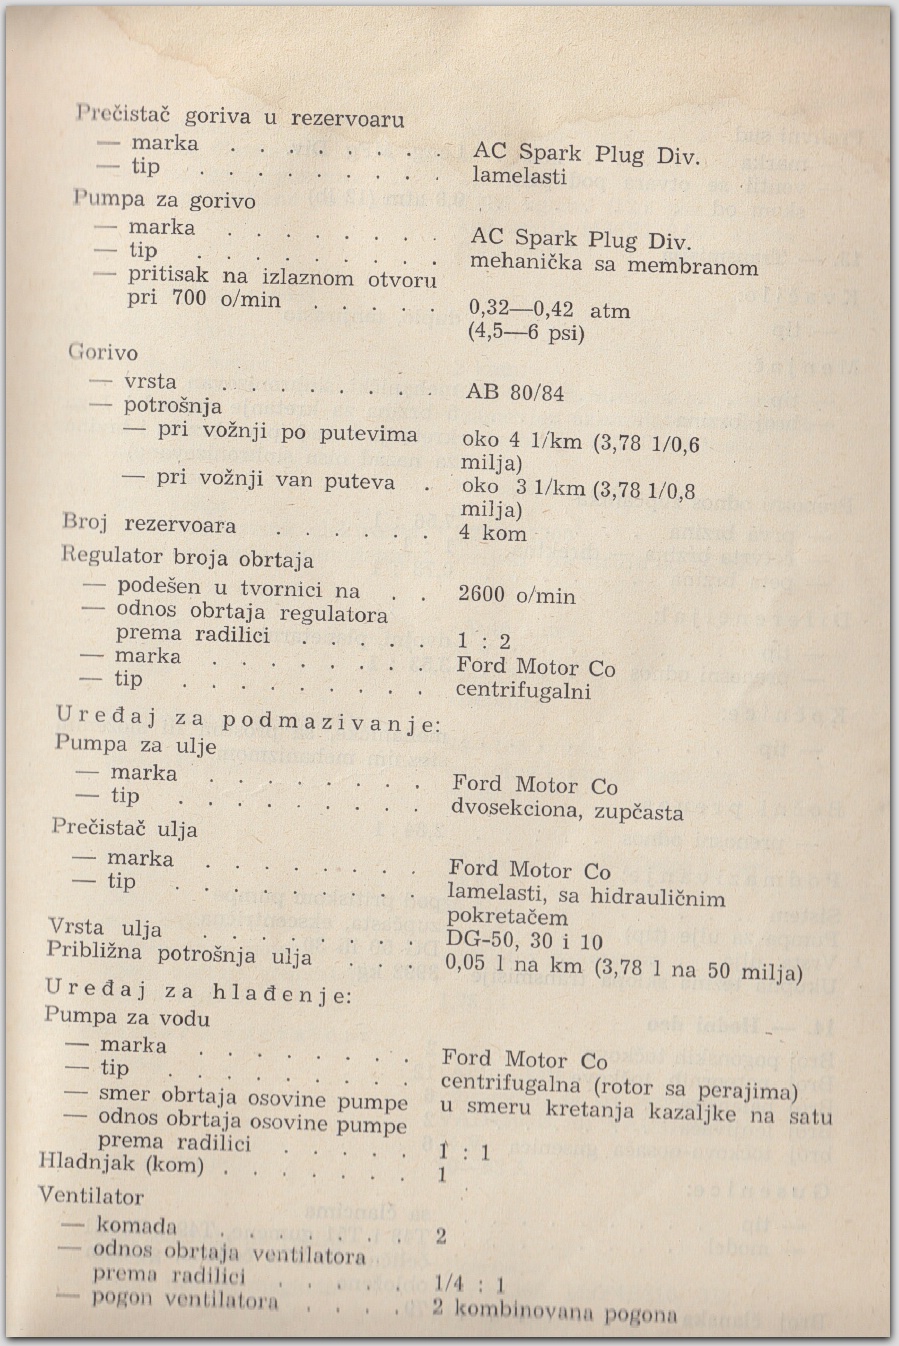 Prečistač goriva u rezervoaru
— marka . . . . . . . . AC Spark Plug Div.
— tip . . . . . . . . . lamelasti
Pumpa za gorivo
— marka . . . . . . . . AC Spark Plug Div.
— tip . . . . . . . . . mehanička sa membranom
— pritisak na izlaznom otvoru
pri 700 o/min . . . . . 0,32—0,42 atm
(4,5—6 psi)
Gorivo
— vrsta . . . . . . . . AB 80/84
— potrošnja
— pri vožnji po putevima oko 4 1/km (3,78 1/0,6
milja)
— pri vožnji van puteva . oko 3 1/km (3,78 1/0,8
milja)
Broj rezervoara . . . . . . 4 kom
Regulator broja obrtaja
— podešen u tvornici na . . 2600 o/min
— odnos obrtaja regulatora
prema radilici . . . . . 1 : 2
— marka . . . . . . . . Ford Motor Co
— tip . . . . . . . . . centrifugalni
Uređaj za podmazivanje:
Pumpa za ulje
— marka . . . . . . . . Ford Motor Co
— tip . . . . . . . . . dvosekciona, zupčasta
Prečistač ulja
— marka . . . . . . . . Ford Motor Co
— tip . . . . . . . . . lamelasti, sa hidrauličnim
pokretačem
Vrsta ulja . . . . . . . . DG-50, 30 i 10
Približna potrošnja ulja . . . 0,05 l na km (3,78 l na 50 milja)
Uređaj za hlađenje:
Pumpa za vodu
— marka . . . . . . . . Ford Motor Co
— tip . . . . . . . . . centrifugalna (rotor sa perajima)
— smer obrtaja osovine pumpe u smeru kretanja kazaljke na satu
— odnos obrtaja osovine pumpe
prema radilici . . . . . 1 : 1
Hladnjak (kom) . . . . . . . 1
Ventilator
— komada . . . . . . . 2
— odnos obrtaja ventilatora
prema radilici . . . . . 1/4 : 1
— pogon ventilatora . . . . 2 kombinovana pogona